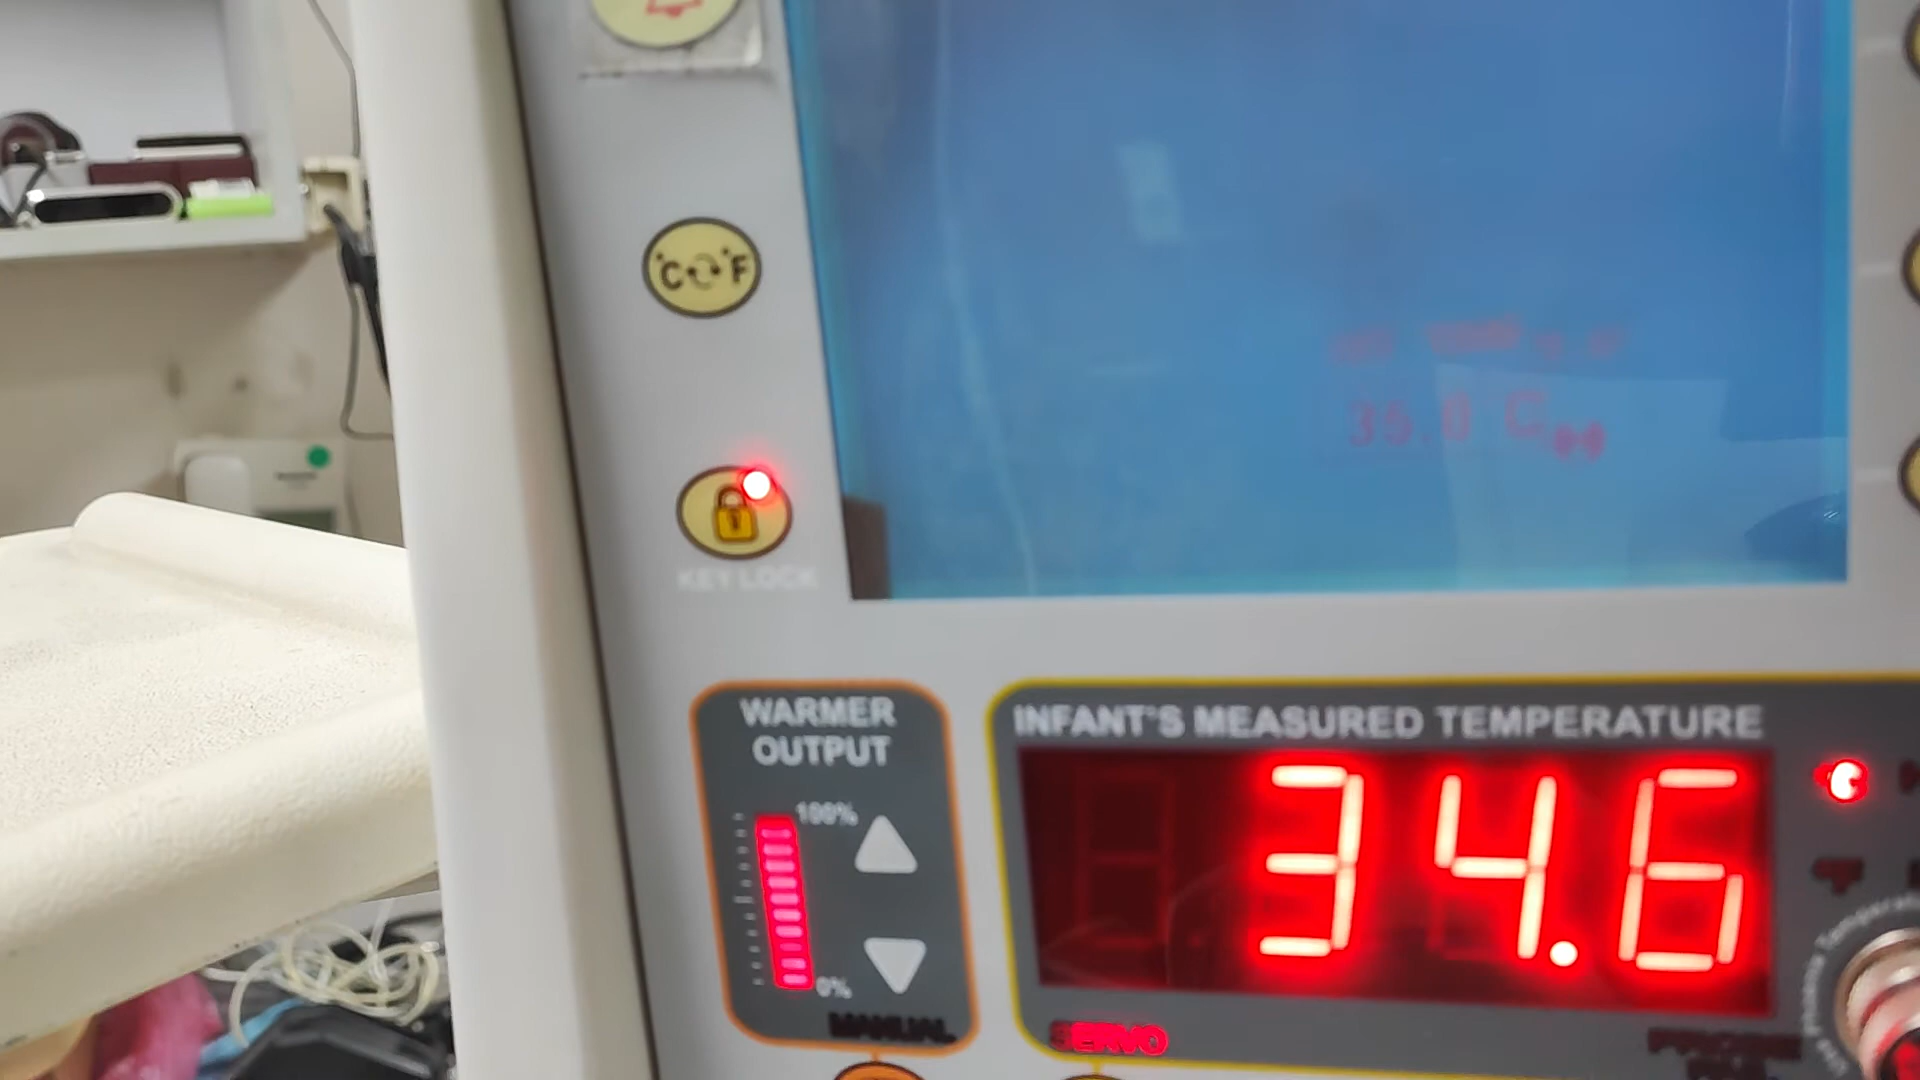 °C °F
KEY LOCK
WARMER
OUTPUT
100%
0%
MANUAL
INFANT'S MEASURED TEMPERATURE
34.6
SERVO